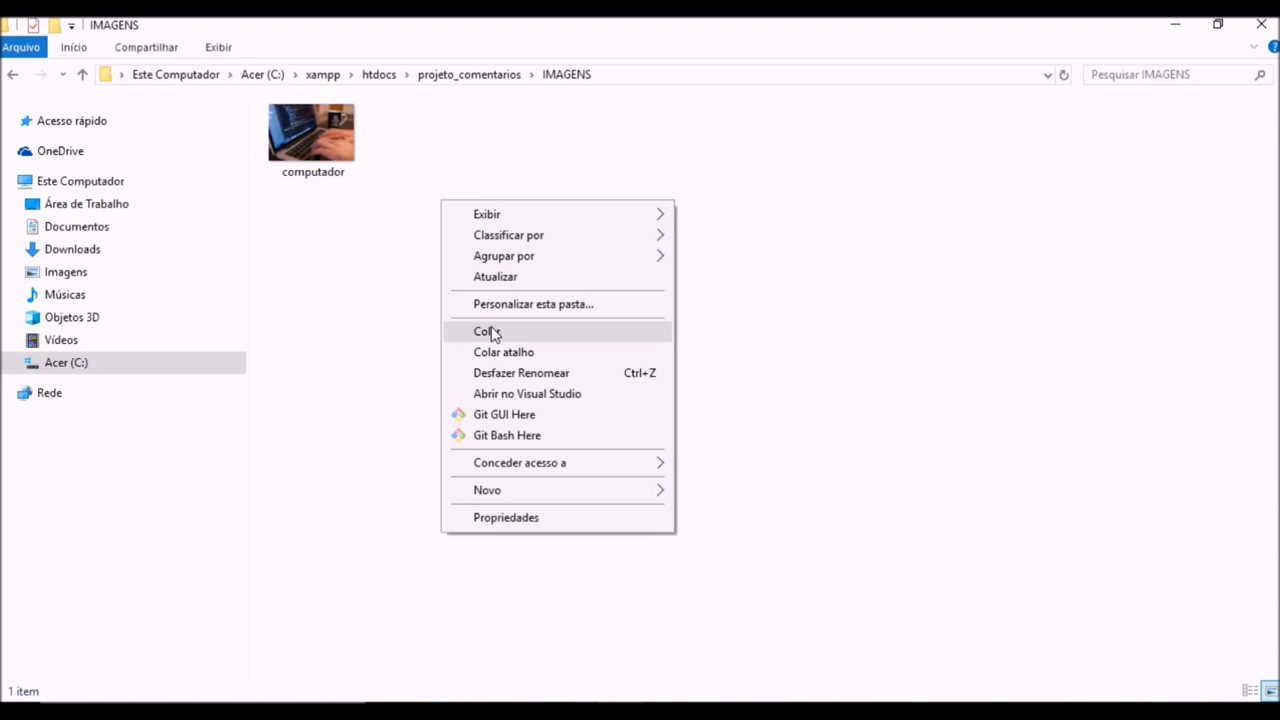 IMAGENS
Arquivo Início Compartilhar Exibir
Este Computador > Acer (C:) > xampp > htdocs > projeto_comentarios > IMAGENS
Pesquisar IMAGENS
Acesso rápido
OneDrive
Este Computador
Área de Trabalho
Documentos
Downloads
Imagens
Músicas
Objetos 3D
Vídeos
Acer (C:)
Rede
computador
Exibir
Classificar por
Agrupar por
Atualizar
Personalizar esta pasta...
Colar
Colar atalho
Desfazer Renomear Ctrl+Z
Abrir no Visual Studio
Git GUI Here
Git Bash Here
Conceder acesso a
Novo
Propriedades
1 item